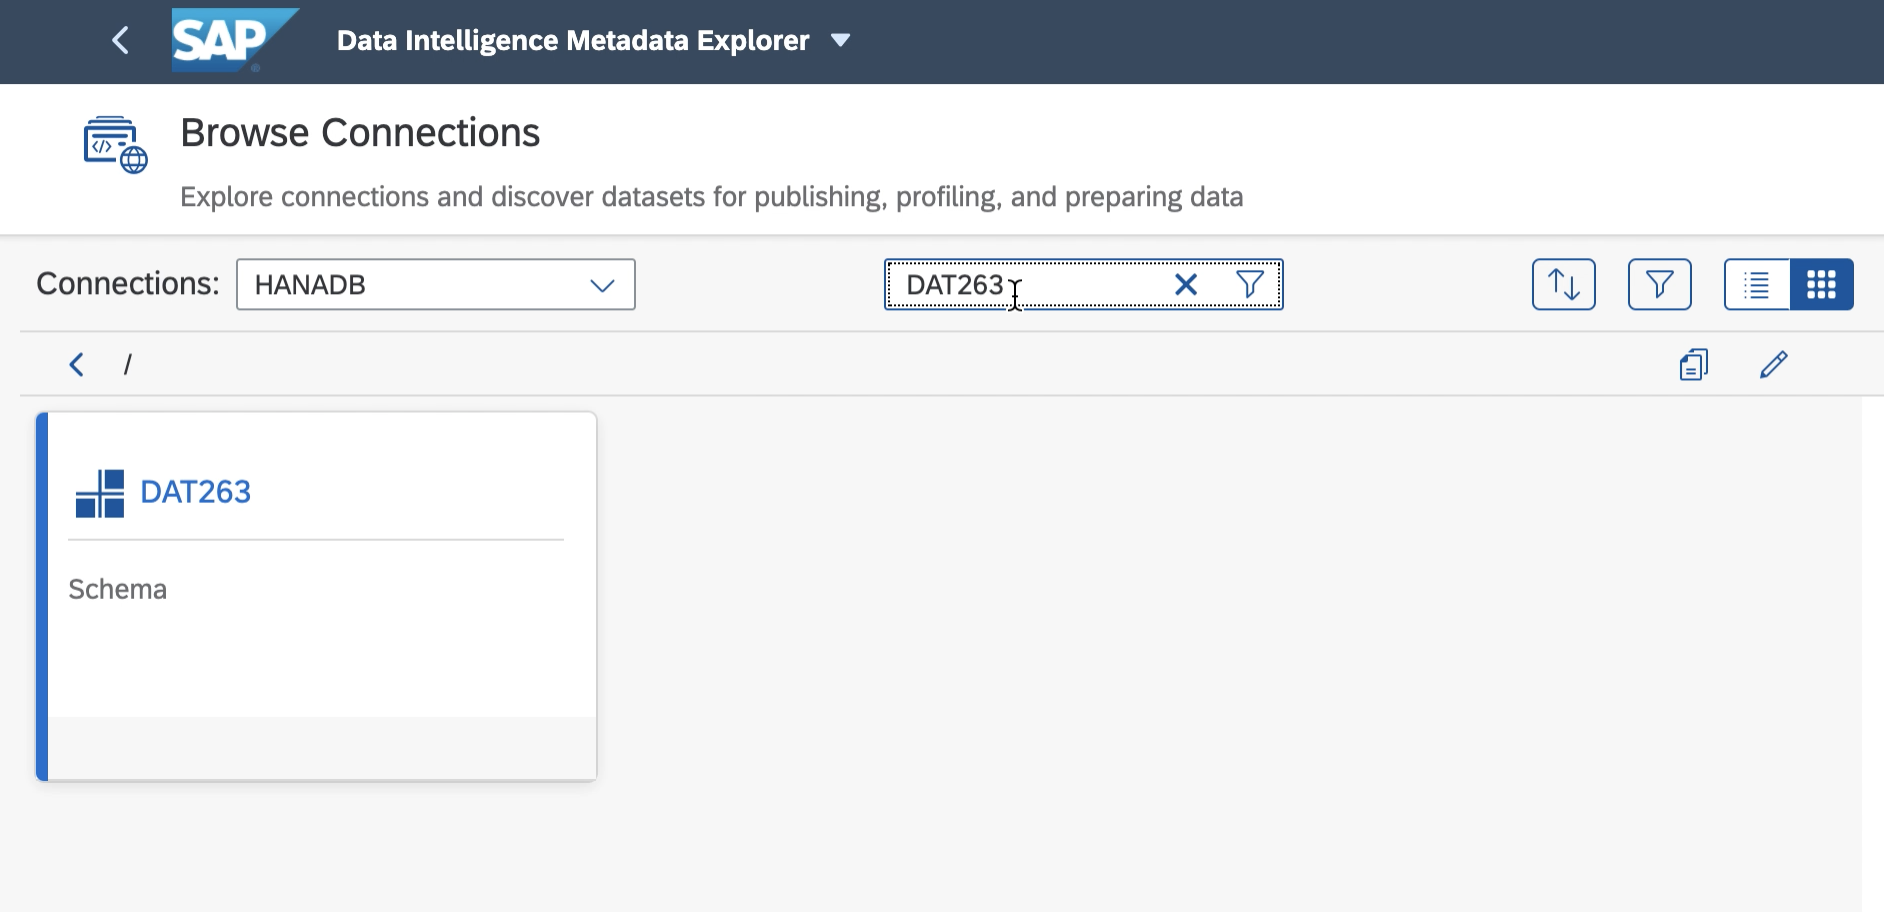 SAP
Data Intelligence Metadata Explorer
Browse Connections
Explore connections and discover datasets for publishing, profiling, and preparing data
Connections: HANADB DAT263
/
DAT263
Schema